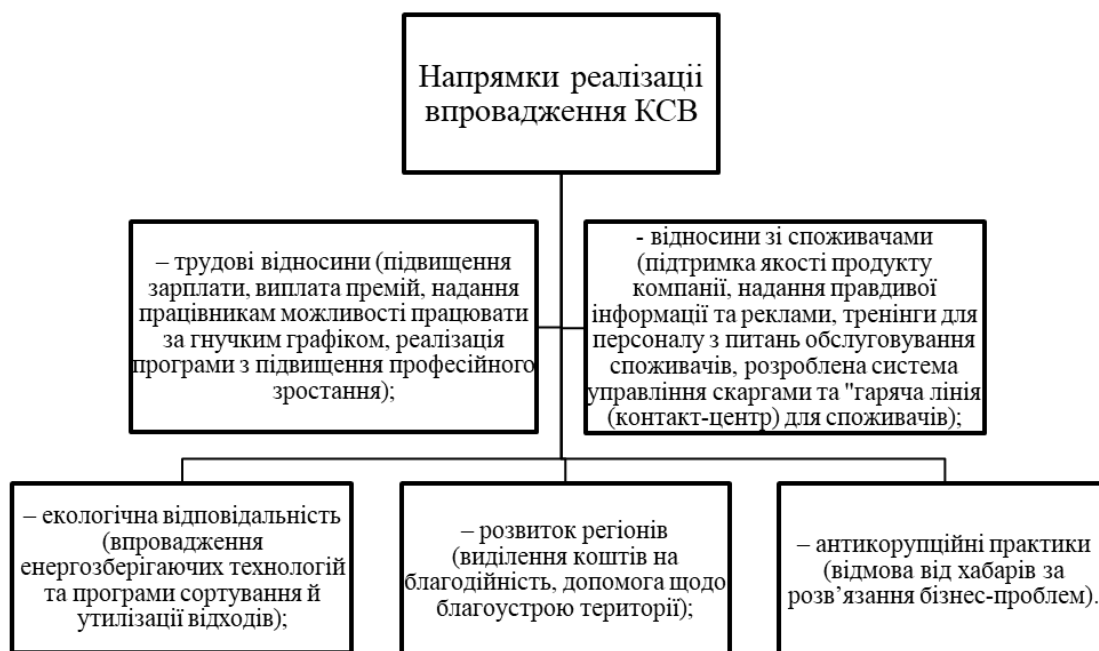 Напрямки реалізаціі
впровадження КСВ
– трудові відносини (підвищення
зарплати, виплата премій, надання
працівникам можливості працювати
за гнучким графіком, реалізація
програми з підвищення професійного
зростання);
- відносини зі споживачами
(підтримка якості продукту
компанії, надання правдивої
інформації та реклами, тренінги для
персоналу з питань обслуговування
споживачів, розроблена система
управління скаргами та "гаряча лінія
(контакт-центр) для споживачів);
– екологічна відповідальність
(впровадження
енергозберігаючих технологій
та програми сортування й
утилізації відходів);
– розвиток регіонів
(виділення коштів на
благодійність, допомога щодо
благоустрою території);
– антикорупційні практики
(відмова від хабарів за
розв’язання бізнес-проблем).